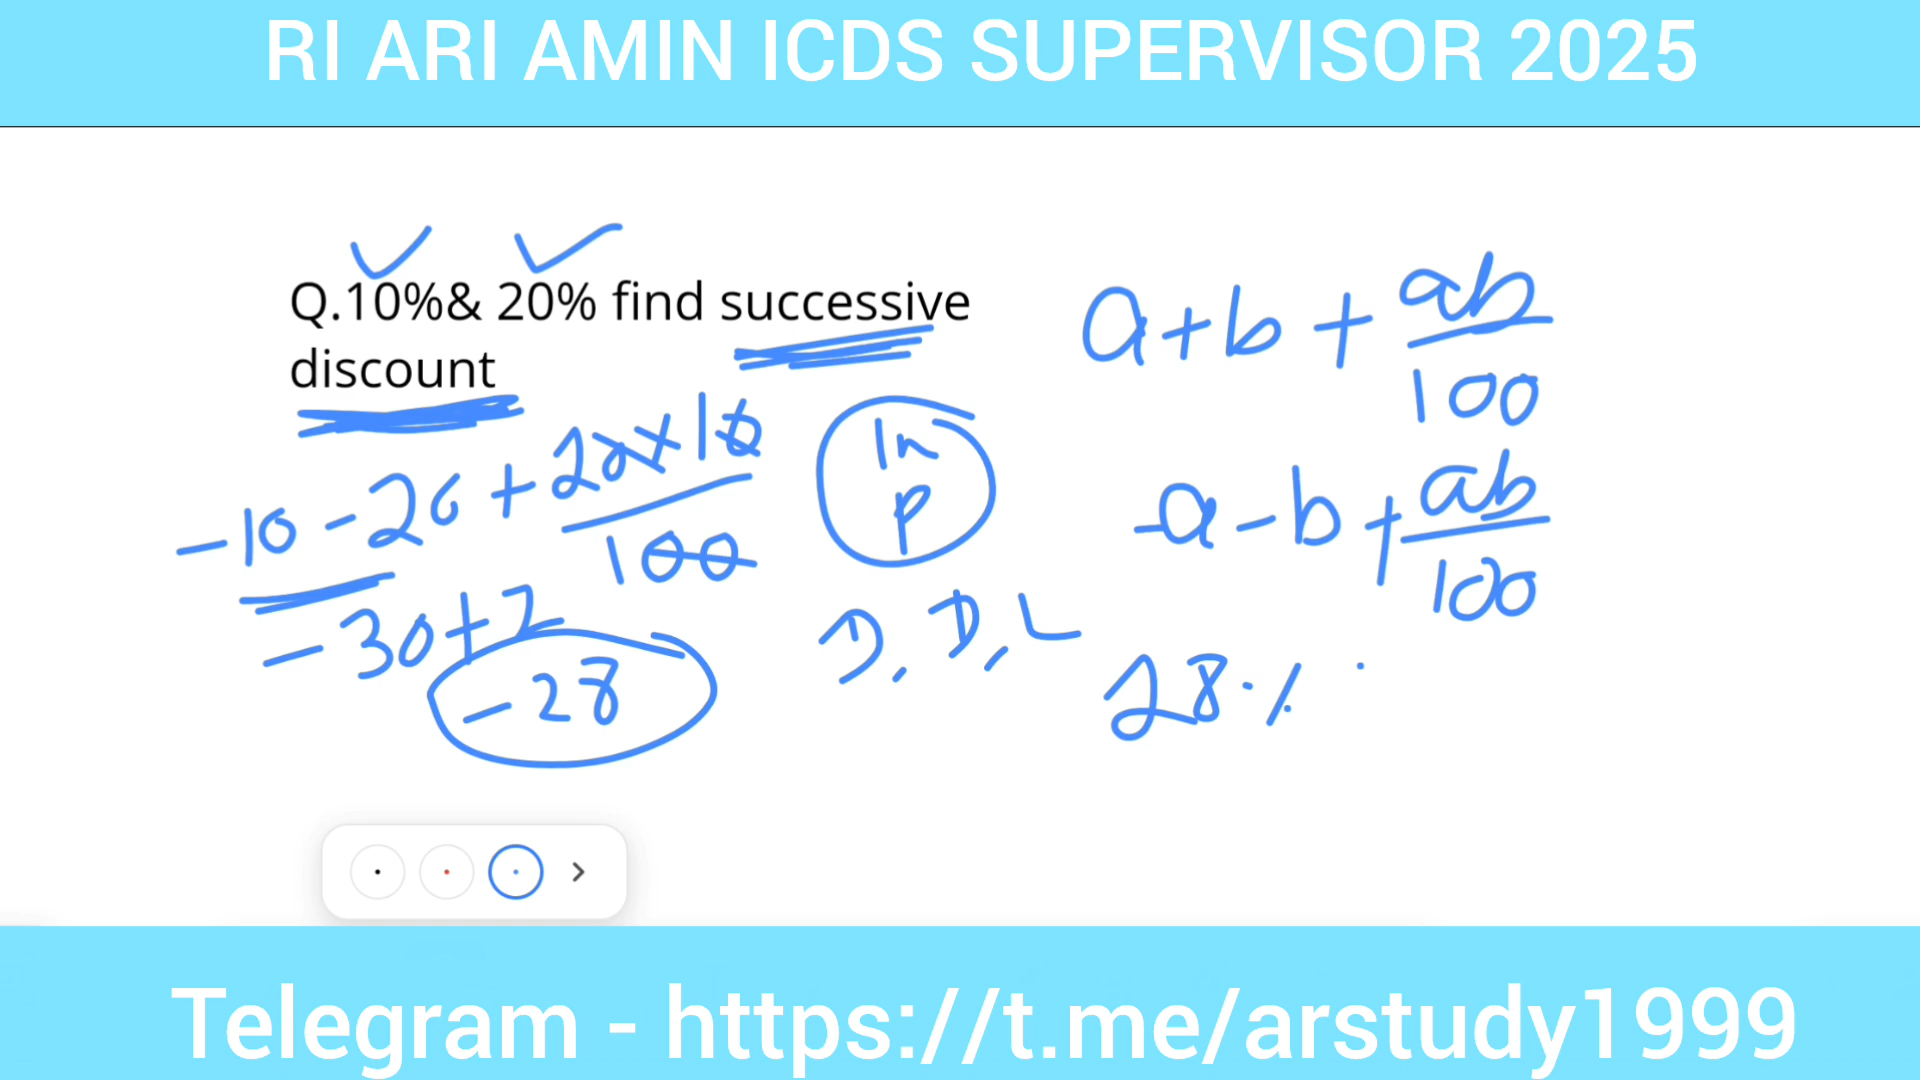 RI ARI AMIN ICDS SUPERVISOR 2025
Q.10%& 20% find successive
discount
a+b+ab/100
-10-20+20×10/100
In
P
-a-b+ab/100
-30+2
D, D, L
-28
28%
Telegram - https://t.me/arstudy1999